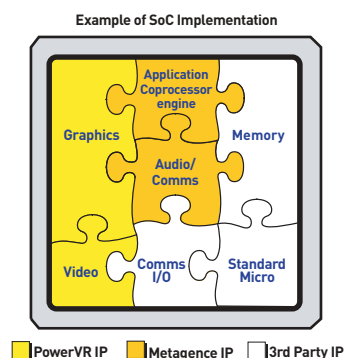 Example of SoC Implementation
Application
Coprocessor
engine
Graphics
Memory
Audio/
Comms
Video
Comms
I/O
Standard
Micro
PowerVR IP Metagence IP 3rd Party IP